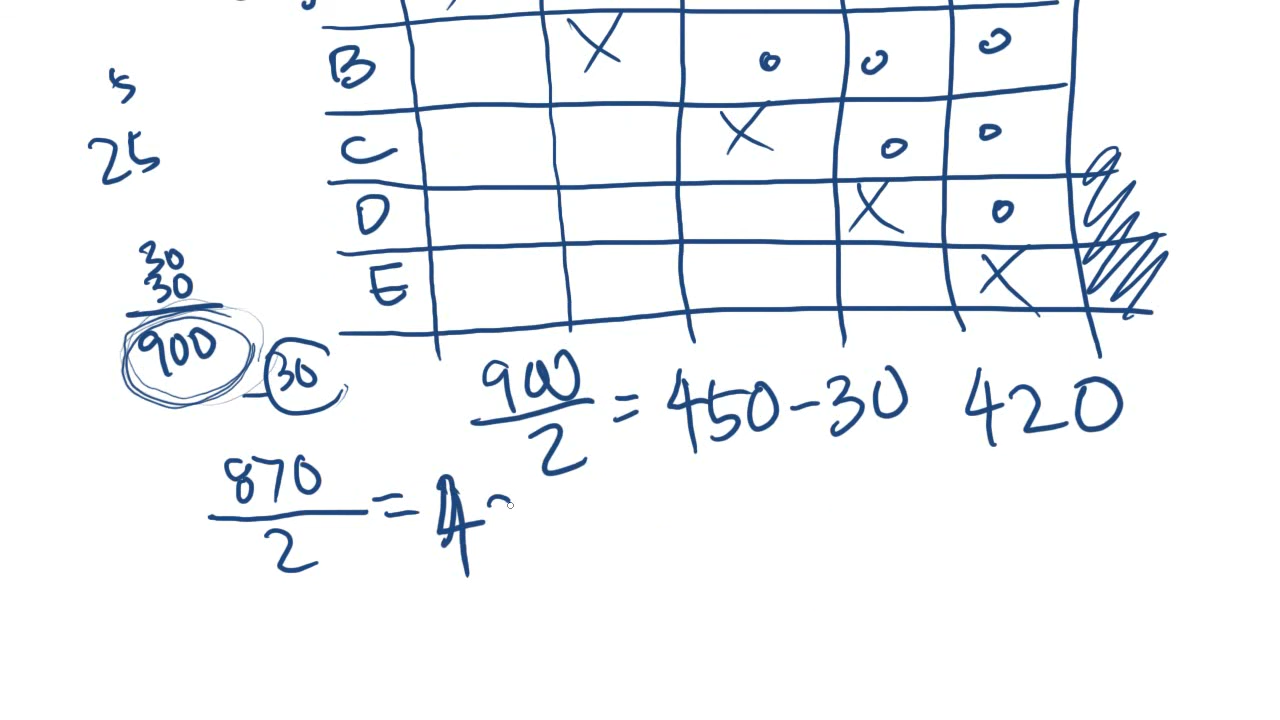 B X o o o
5
C X o o
25
D X o
30
30
E X
900
- 30
900/2 = 450 - 30 420
870/2 = 4